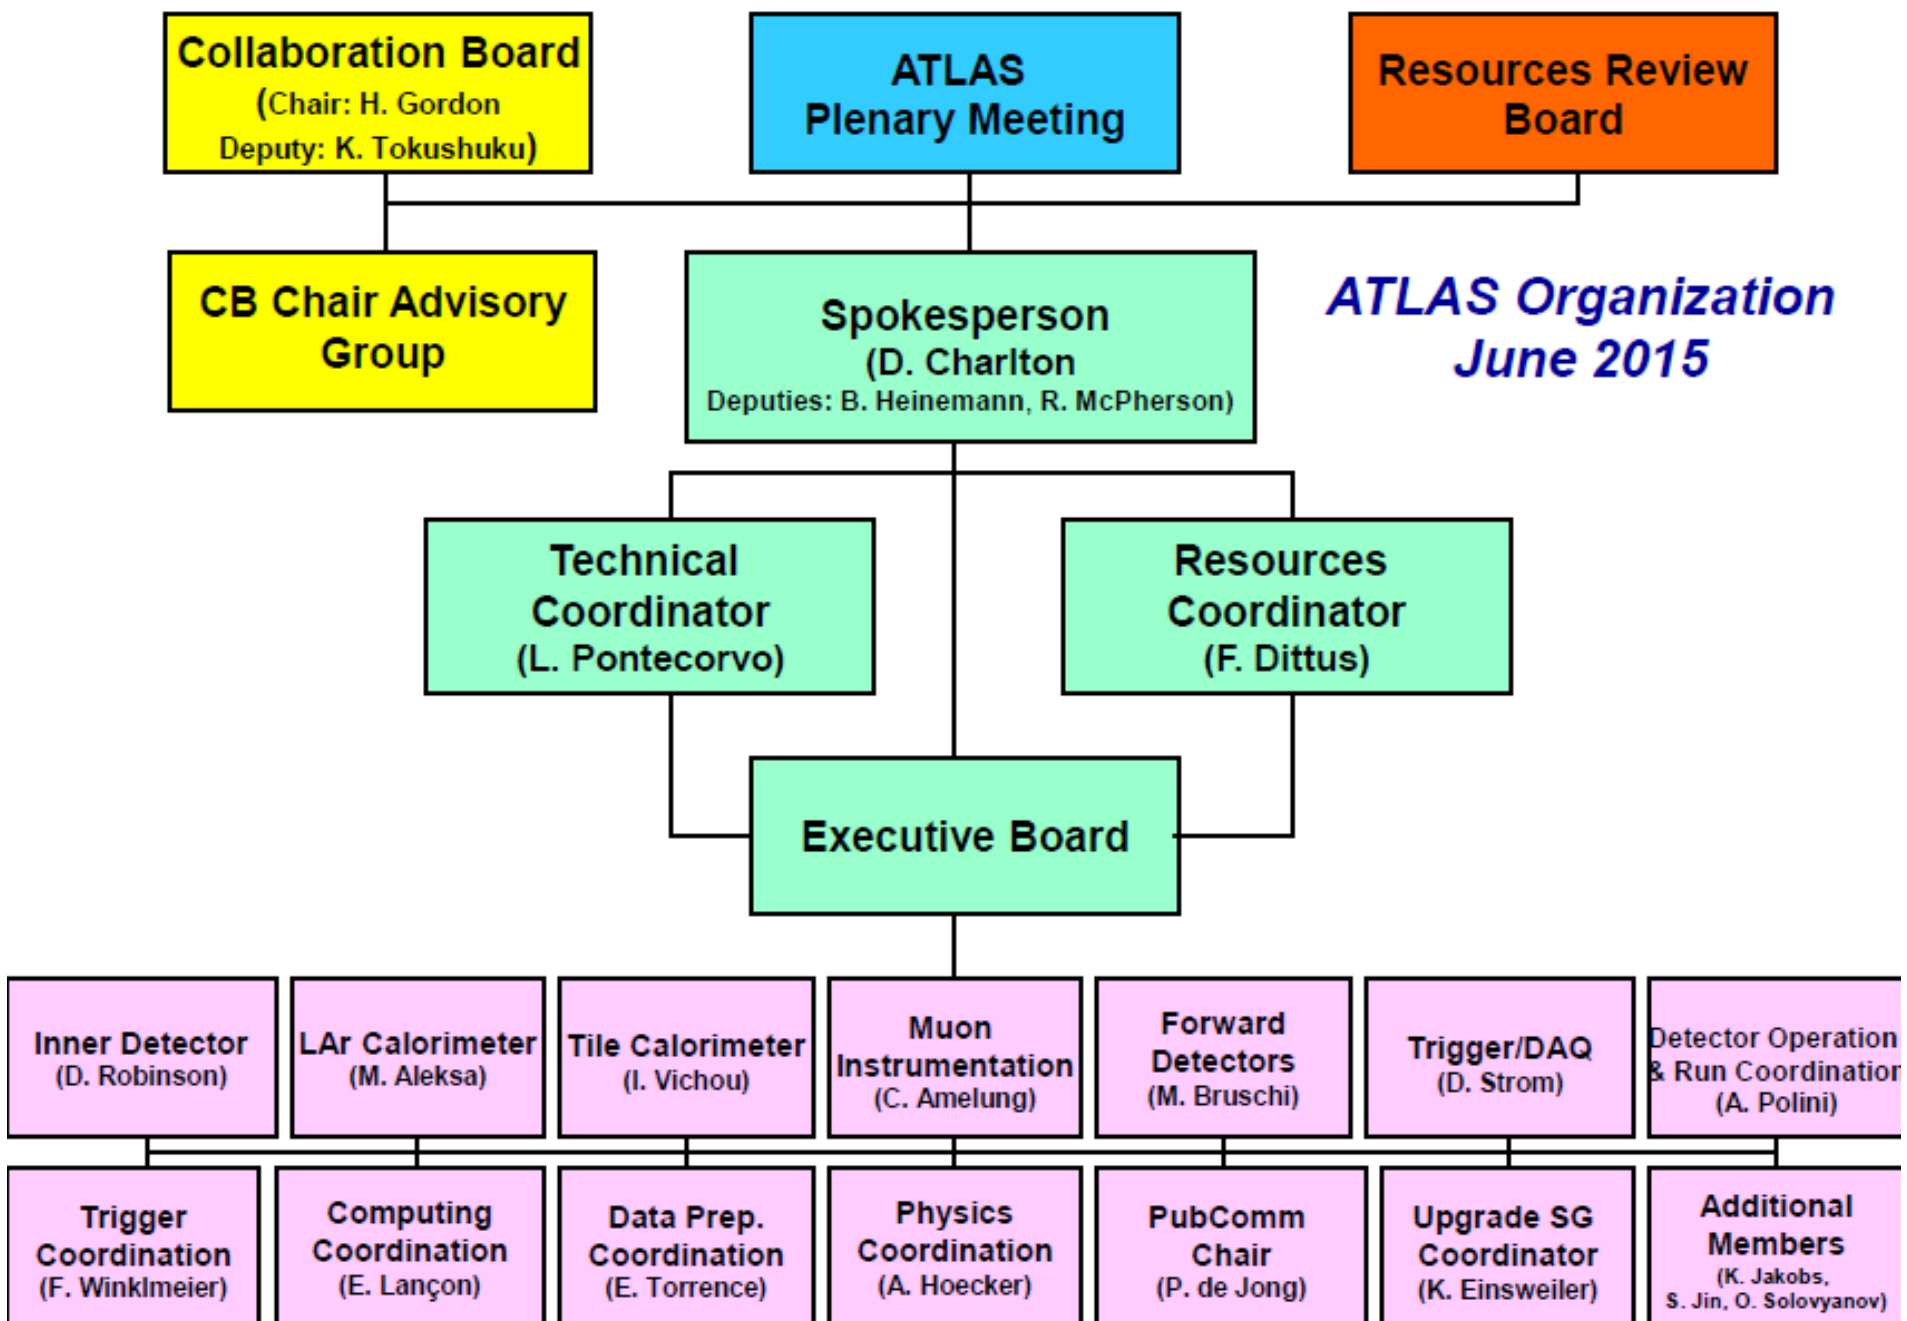 Collaboration Board
(Chair: H. Gordon
Deputy: K. Tokushuku)
ATLAS
Plenary Meeting
Resources Review
Board
CB Chair Advisory
Group
Spokesperson
(D. Charlton
Deputies: B. Heinemann, R. McPherson)
ATLAS Organization
June 2015
Technical
Coordinator
(L. Pontecorvo)
Resources
Coordinator
(F. Dittus)
Executive Board
Inner Detector
(D. Robinson)
LAr Calorimeter
(M. Aleksa)
Tile Calorimeter
(I. Vichou)
Muon
Instrumentation
(C. Amelung)
Forward
Detectors
(M. Bruschi)
Trigger/DAQ
(D. Strom)
Detector Operation
& Run Coordination
(A. Polini)
Trigger
Coordination
(F. Winklmeier)
Computing
Coordination
(E. Lançon)
Data Prep.
Coordination
(E. Torrence)
Physics
Coordination
(A. Hoecker)
PubComm
Chair
(P. de Jong)
Upgrade SG
Coordinator
(K. Einsweiler)
Additional
Members
(K. Jakobs,
S. Jin, O. Solovyanov)